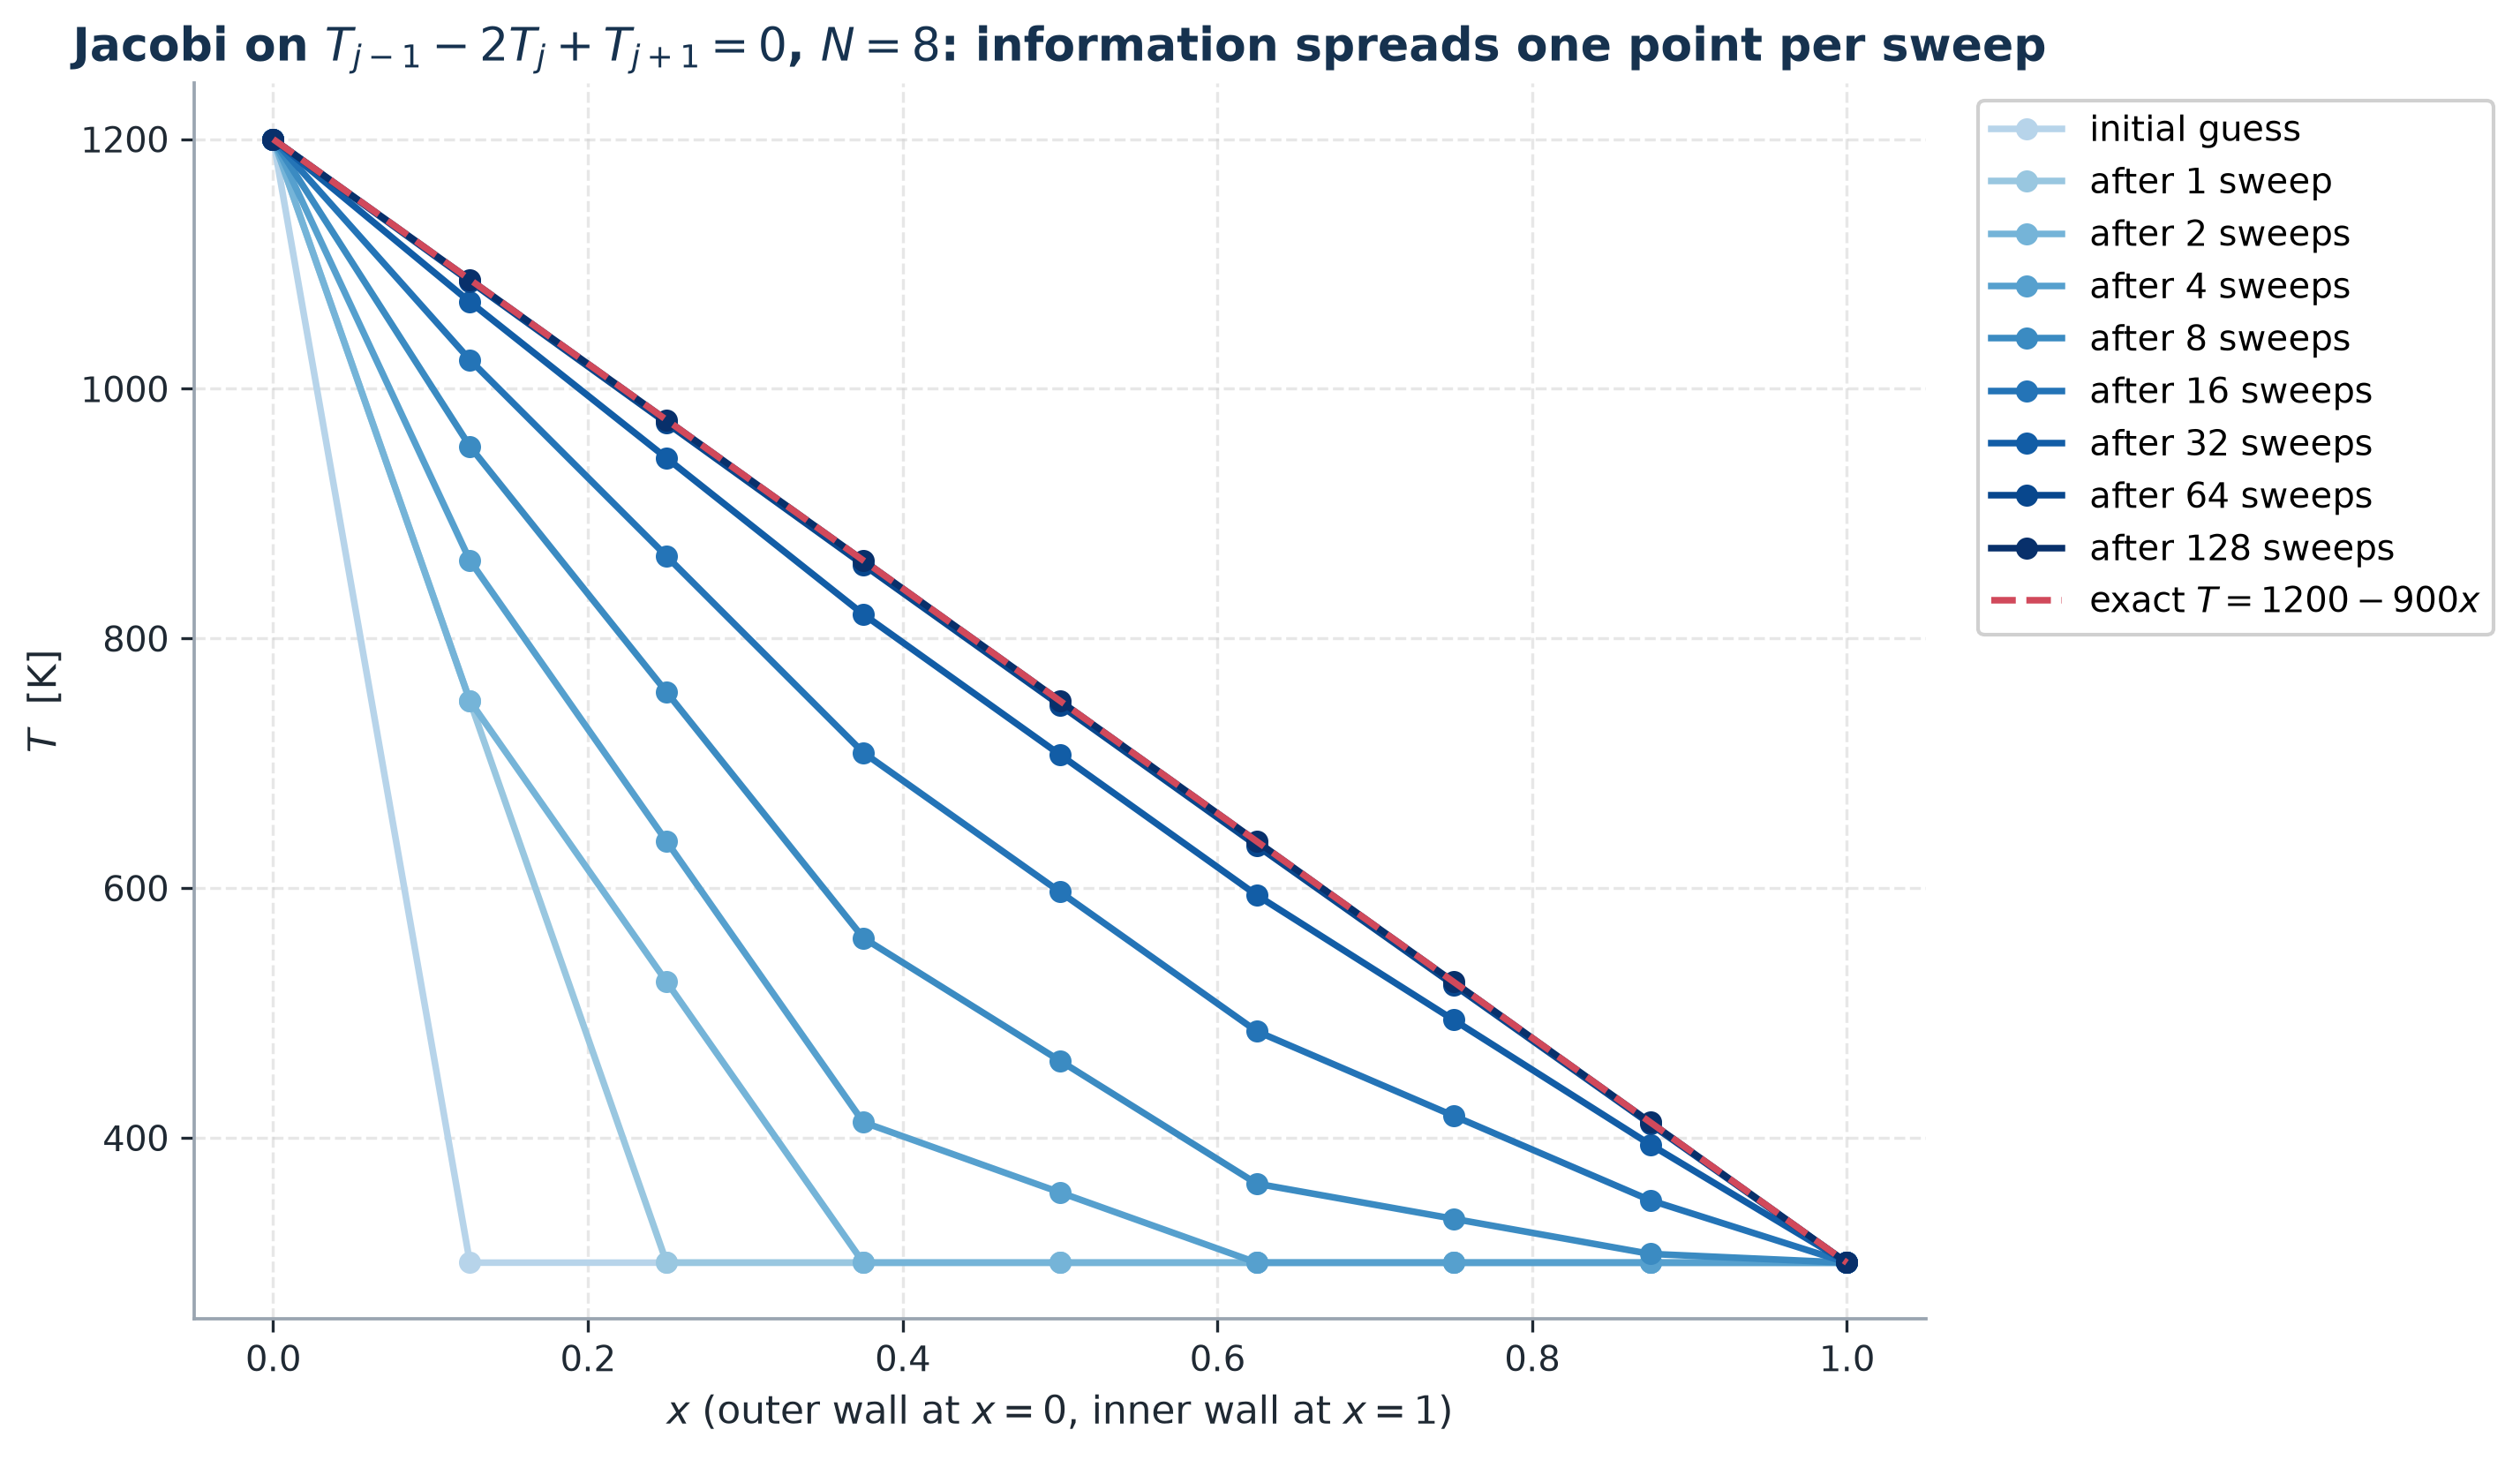 Jacobi on $T_{j-1} - 2T_j + T_{j+1} = 0$, $N = 8$: information spreads one point per sweep
1200
1000
800
600
400
T [K]
0.0 0.2 0.4 0.6 0.8 1.0
x (outer wall at x = 0, inner wall at x = 1)
initial guess
after 1 sweep
after 2 sweeps
after 4 sweeps
after 8 sweeps
after 16 sweeps
after 32 sweeps
after 64 sweeps
after 128 sweeps
exact T = 1200 − 900x